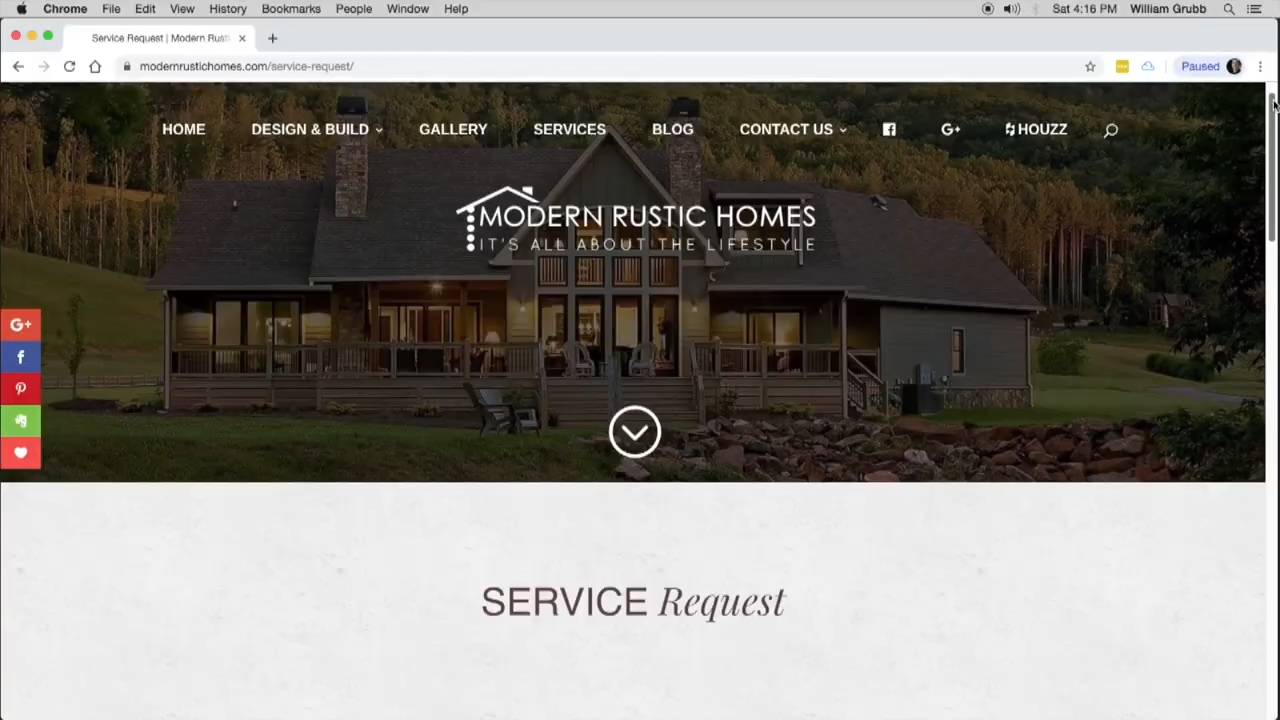 Chrome File Edit View History Bookmarks People Window Help Sat 4:16 PM William Grubb
Service Request | Modern Rusti
modernrustichomes.com/service-request/ Paused
HOME DESIGN & BUILD GALLERY SERVICES BLOG CONTACT US G+ HOUZZ
MODERN RUSTIC HOMES
IT'S ALL ABOUT THE LIFESTYLE
G+
f
SERVICE Request